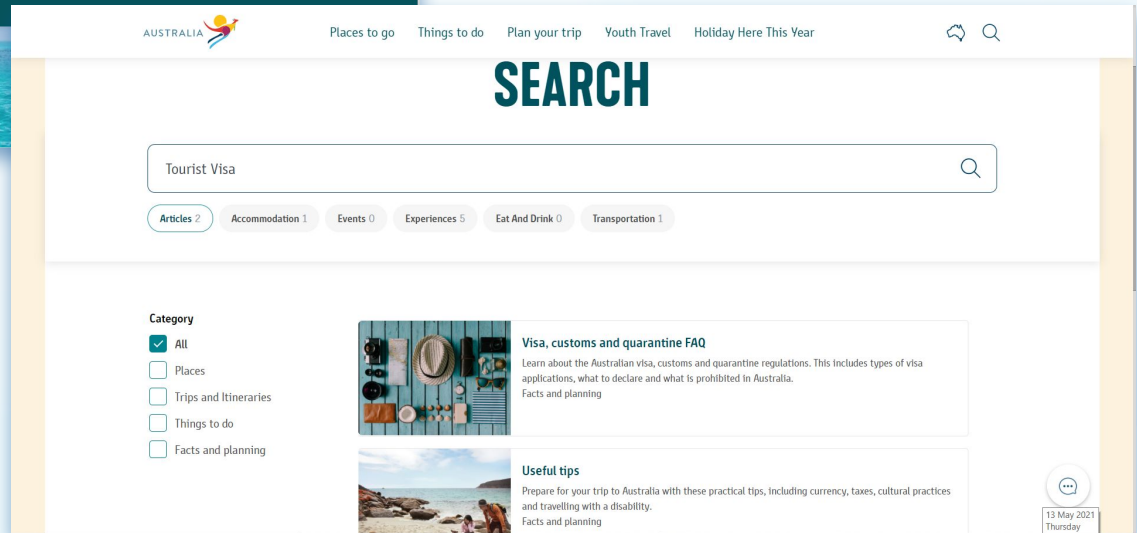 AUSTRALIA
Places to go Things to do Plan your trip Youth Travel Holiday Here This Year
SEARCH
Tourist Visa
Articles 2 Accommodation 1 Events 0 Experiences 5 Eat And Drink 0 Transportation 1
Category
All
Places
Trips and Itineraries
Things to do
Facts and planning
Visa, customs and quarantine FAQ
Learn about the Australian visa, customs and quarantine regulations. This includes types of visa
applications, what to declare and what is prohibited in Australia.
Facts and planning
Useful tips
Prepare for your trip to Australia with these practical tips, including currency, taxes, cultural practices
and travelling with a disability.
Facts and planning
13 May 2021
Thursday